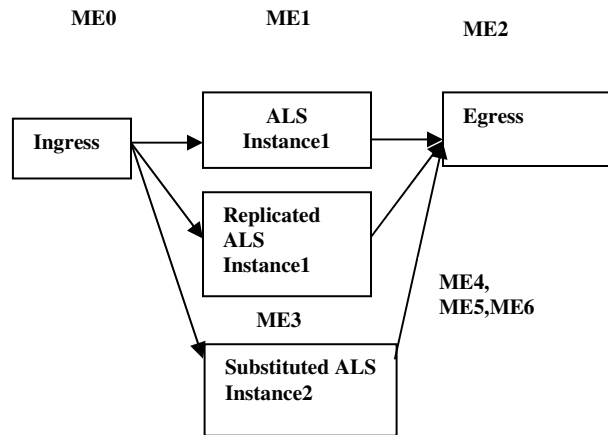 ME0
ME1
ME2
Ingress
ALS
Instance1
Egress
Replicated
ALS
Instance1
ME4,
ME5,ME6
ME3
Substituted ALS
Instance2